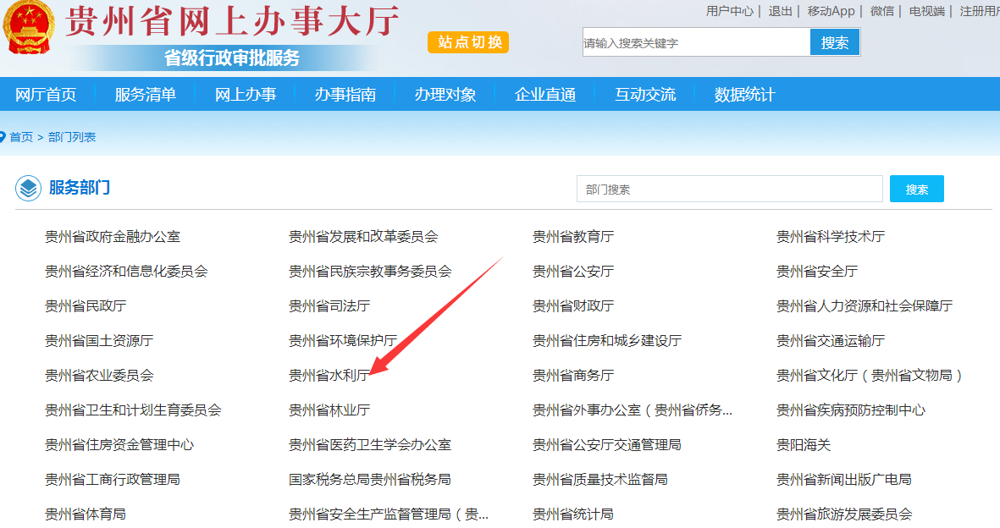 用户中心 | 退出 | 移动App | 微信 | 电视端 | 注册用户
贵州省网上办事大厅
站点切换
请输入搜索关键字 搜索
省级行政审批服务
网厅首页 服务清单 网上办事 办事指南 办理对象 企业直通 互动交流 数据统计
首页 > 部门列表
服务部门 部门搜索 搜索
贵州省政府金融办公室 贵州省发展和改革委员会 贵州省教育厅 贵州省科学技术厅
贵州省经济和信息化委员会 贵州省民族宗教事务委员会 贵州省公安厅 贵州省安全厅
贵州省民政厅 贵州省司法厅 贵州省财政厅 贵州省人力资源和社会保障厅
贵州省国土资源厅 贵州省环境保护厅 贵州省住房和城乡建设厅 贵州省交通运输厅
贵州省农业委员会 贵州省水利厅 贵州省商务厅 贵州省文化厅（贵州省文物局）
贵州省卫生和计划生育委员会 贵州省林业厅 贵州省外事办公室（贵州省侨务... 贵州省疾病预防控制中心
贵州省住房资金管理中心 贵州省医药卫生学会办公室 贵州省公安厅交通管理局 贵阳海关
贵州省工商行政管理局 国家税务总局贵州省税务局 贵州省质量技术监督局 贵州省新闻出版广电局
贵州省体育局 贵州省安全生产监督管理局（贵... 贵州省统计局 贵州省旅游发展委员会